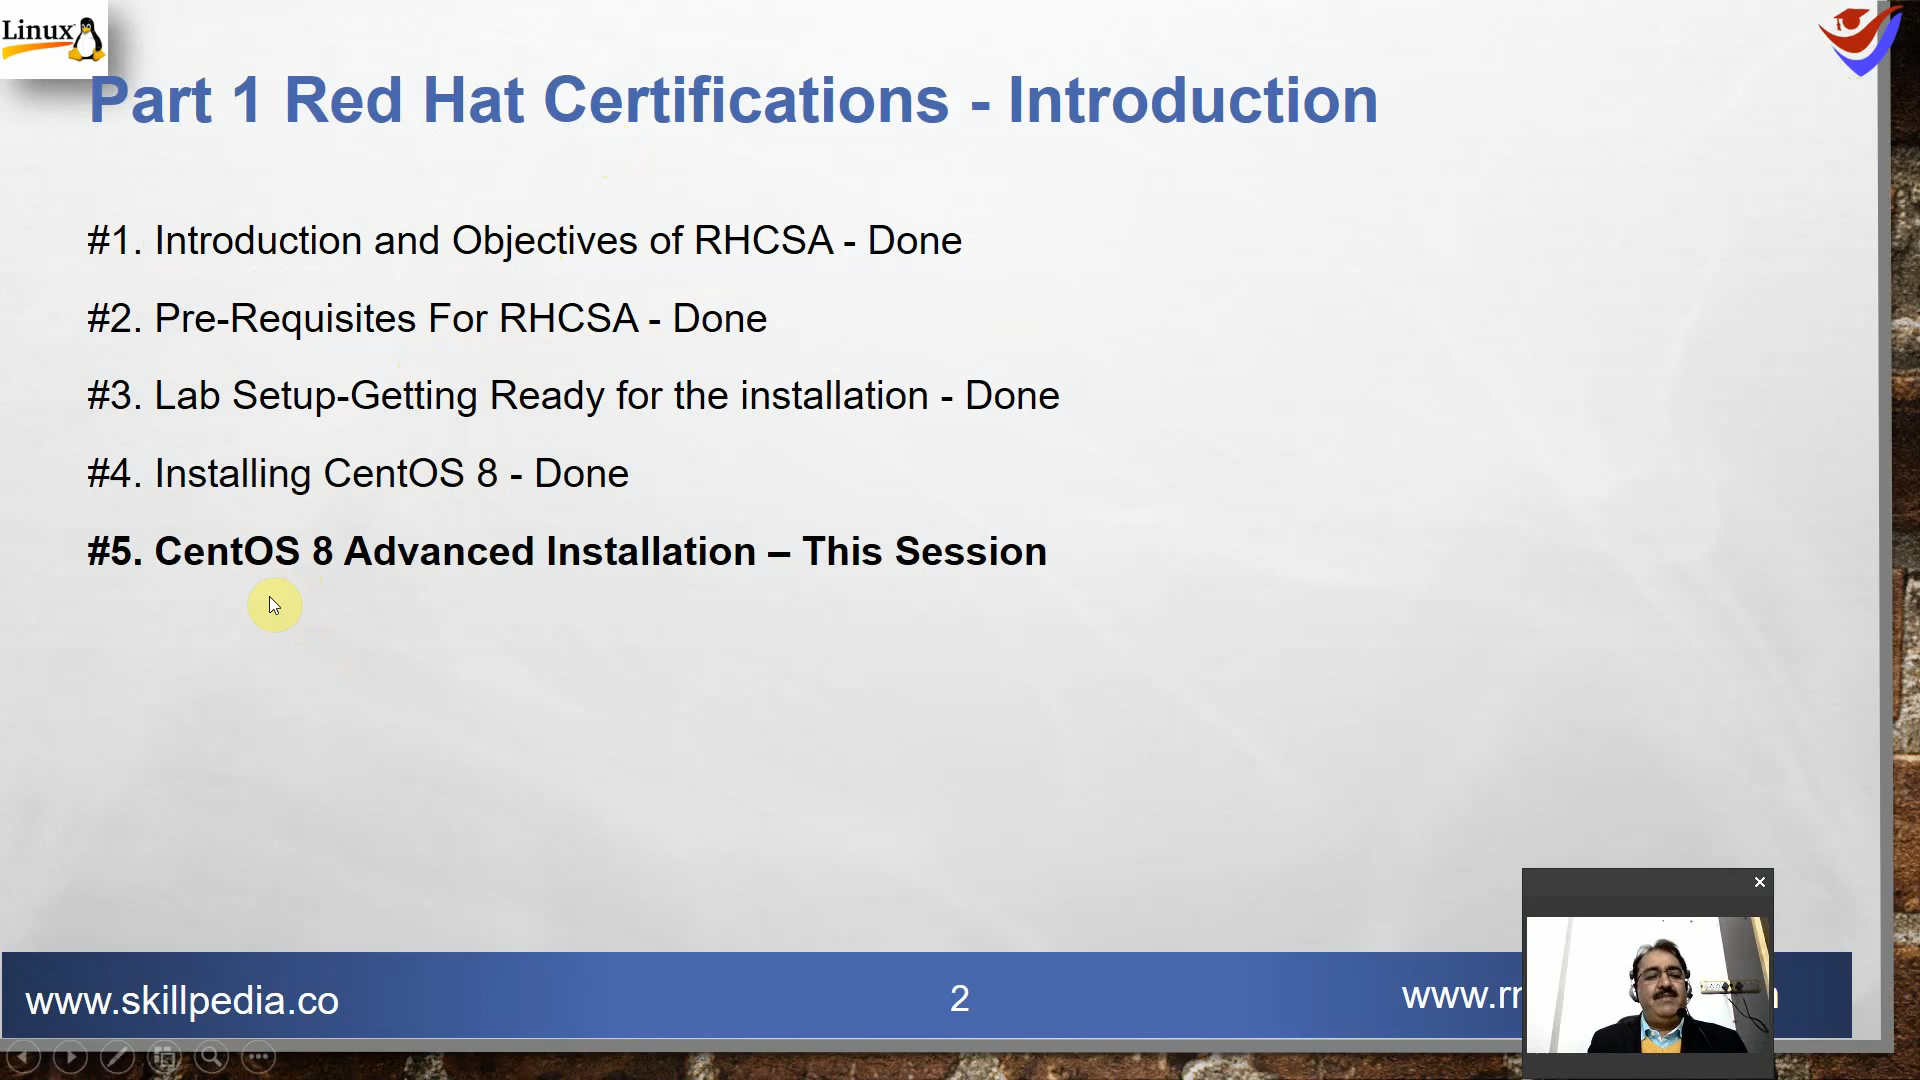 Linux
Part 1 Red Hat Certifications - Introduction
#1. Introduction and Objectives of RHCSA - Done
#2. Pre-Requisites For RHCSA - Done
#3. Lab Setup-Getting Ready for the installation - Done
#4. Installing CentOS 8 - Done
#5. CentOS 8 Advanced Installation – This Session
www.skillpedia.co
2